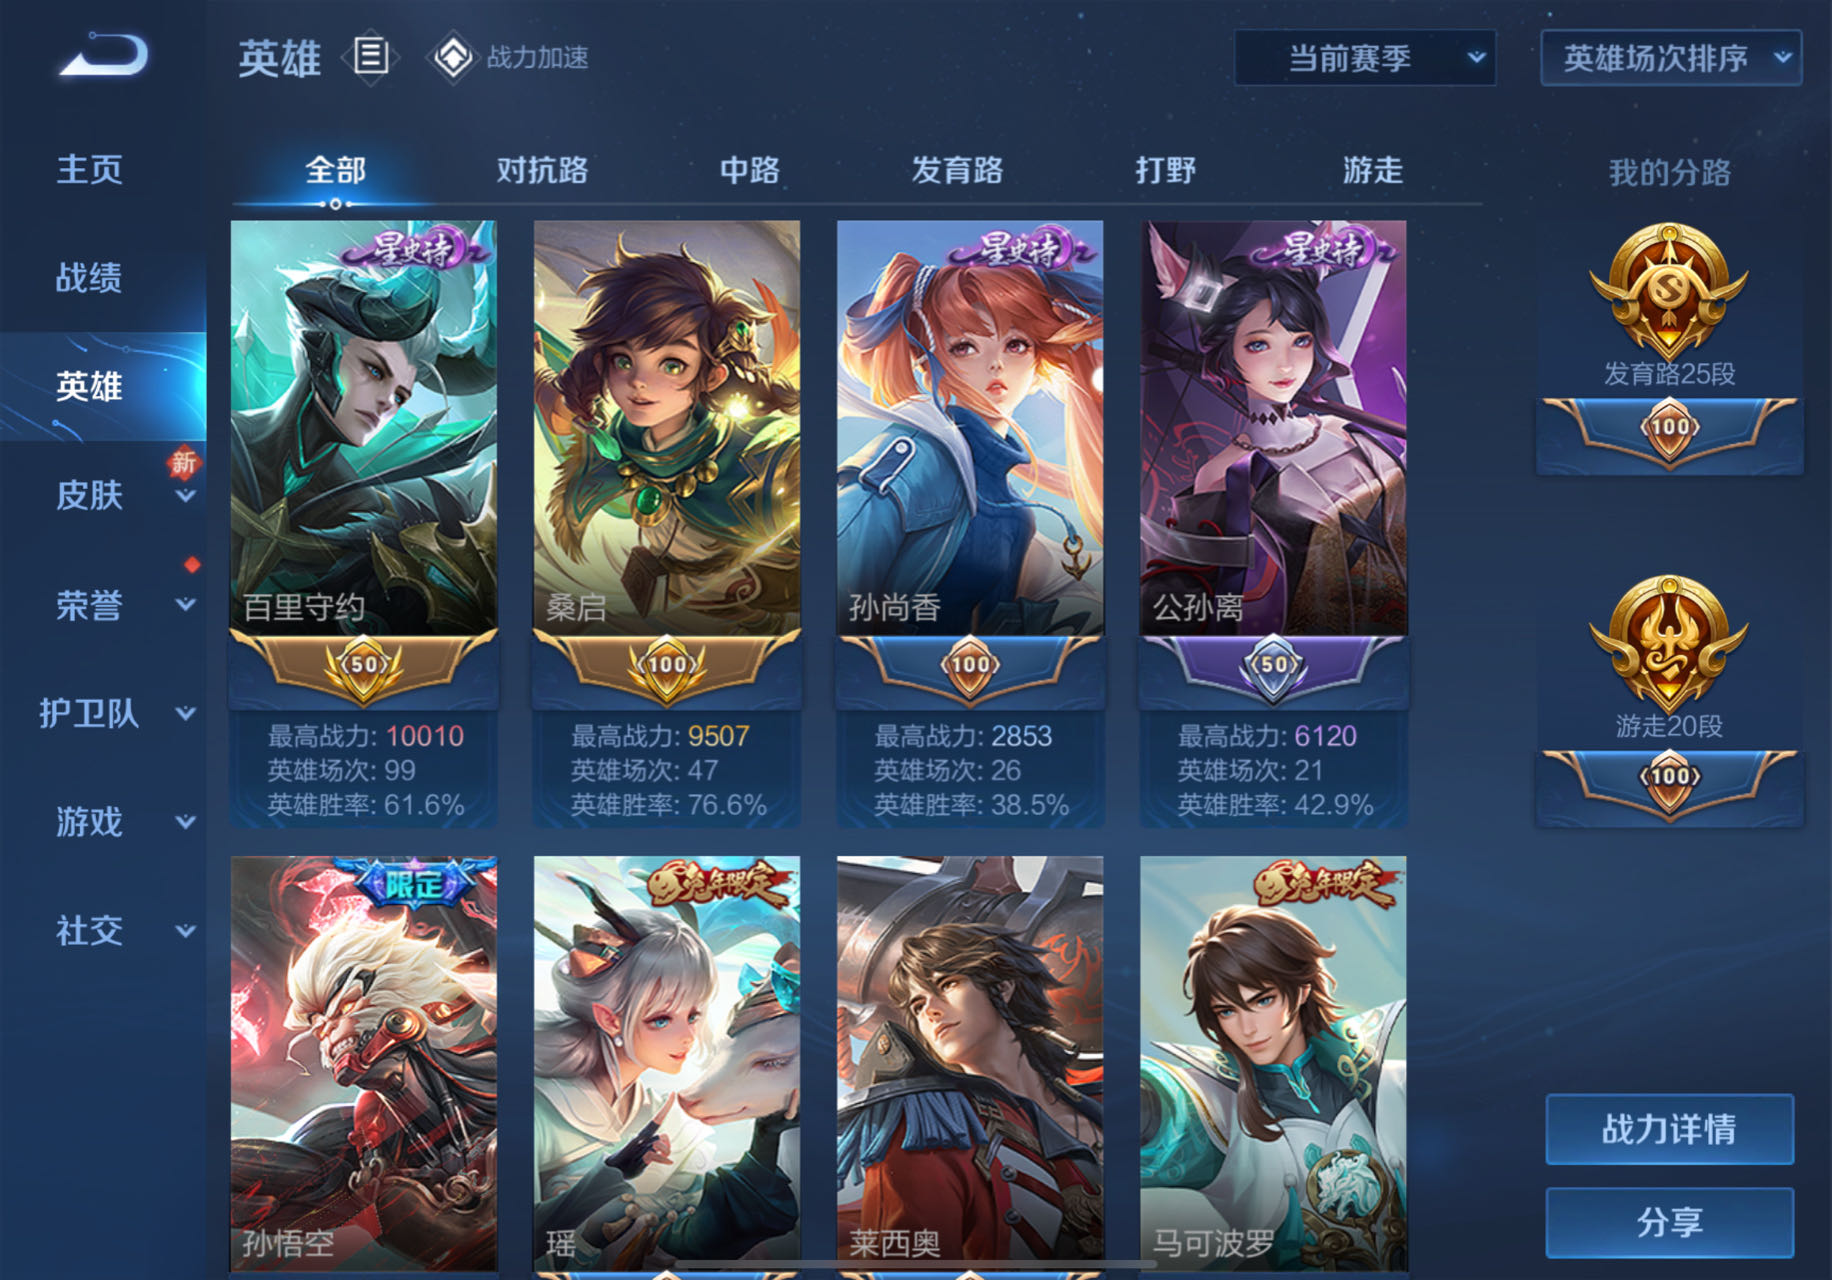 英雄
战力加速
当前赛季
英雄场次排序
主页
战绩
英雄
新
皮肤
荣誉
护卫队
游戏
社交
全部
对抗路
中路
发育路
打野
游走
我的分路
星史诗
百里守约
50
最高战力: 10010
英雄场次: 99
英雄胜率: 61.6%
桑启
100
最高战力: 9507
英雄场次: 47
英雄胜率: 76.6%
星史诗
孙尚香
100
最高战力: 2853
英雄场次: 26
英雄胜率: 38.5%
星史诗
公孙离
50
最高战力: 6120
英雄场次: 21
英雄胜率: 42.9%
发育路25段
100
游走20段
100
限定
孙悟空
兔年限定
瑶
莱西奥
兔年限定
马可波罗
战力详情
分享